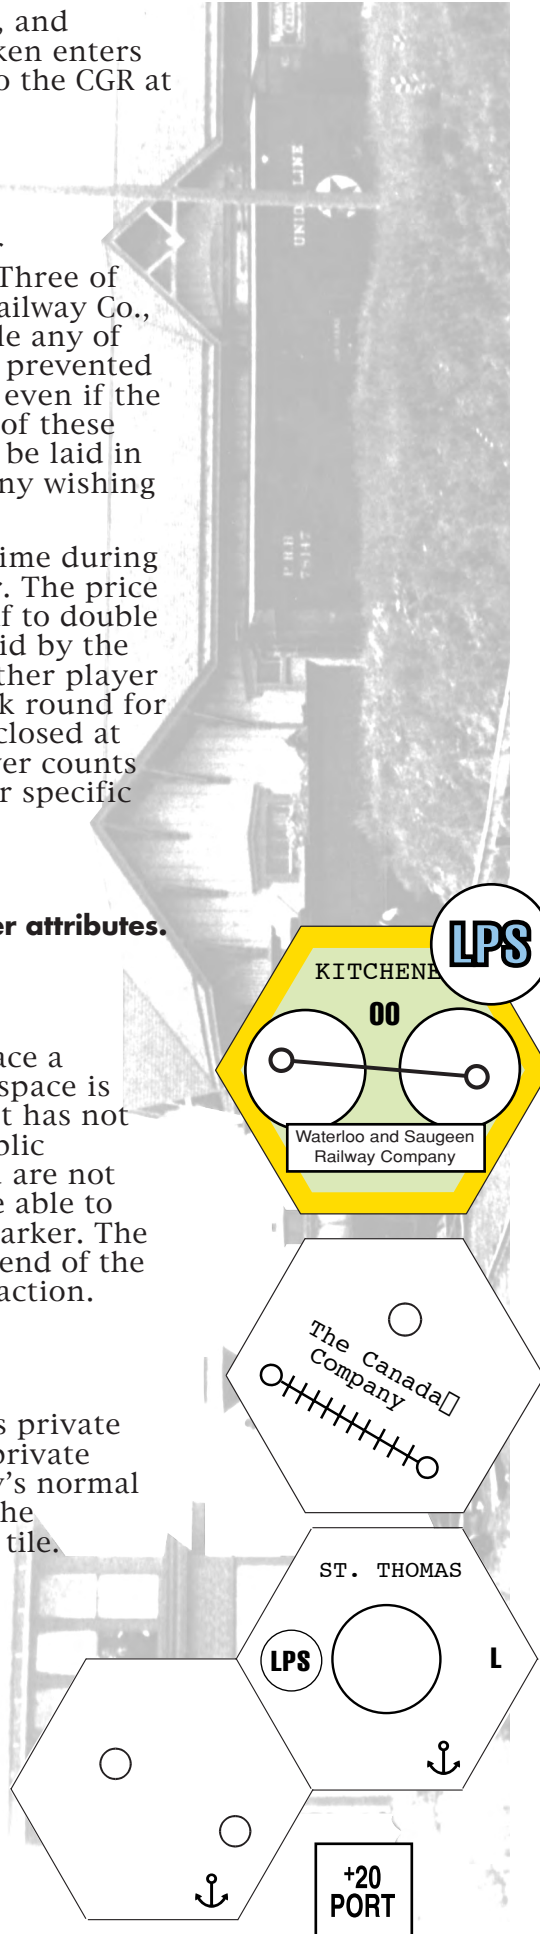 , and
ken enters
o the CGR at
UNION LINE
r.
Three of
ailway Co.,
le any of
prevented
even if the
of these
be laid in
ny wishing
P R R
78147
ime during
r. The price
f to double
id by the
ther player
k round for
closed at
er counts
r specific
er attributes.
LPS
KITCHENE
OO
Waterloo and Saugeen
Railway Company
ace a
space is
t has not
blic
are not
e able to
arker. The
end of the
action.
The Canada
Company
s private
private
y's normal
he
tile.
ST. THOMAS
LPS
L
+20
PORT